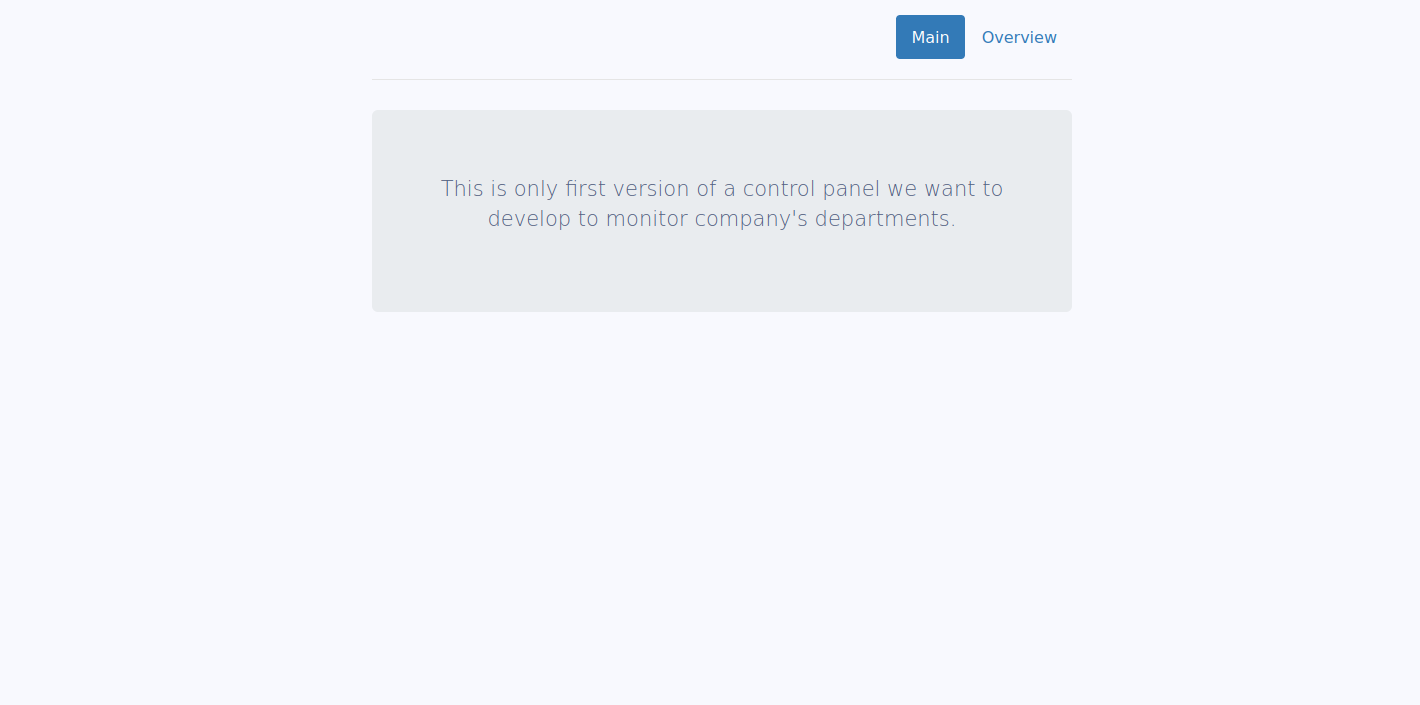 Main Overview
This is only first version of a control panel we want to
develop to monitor company's departments.